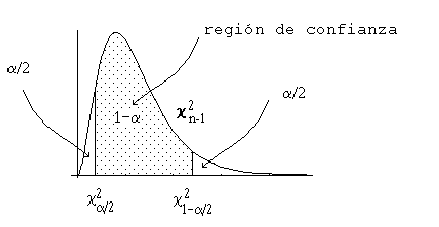 región de confianza
α/2
χ²n-1
α/2
1-α
χ²α/2
χ²1-α/2